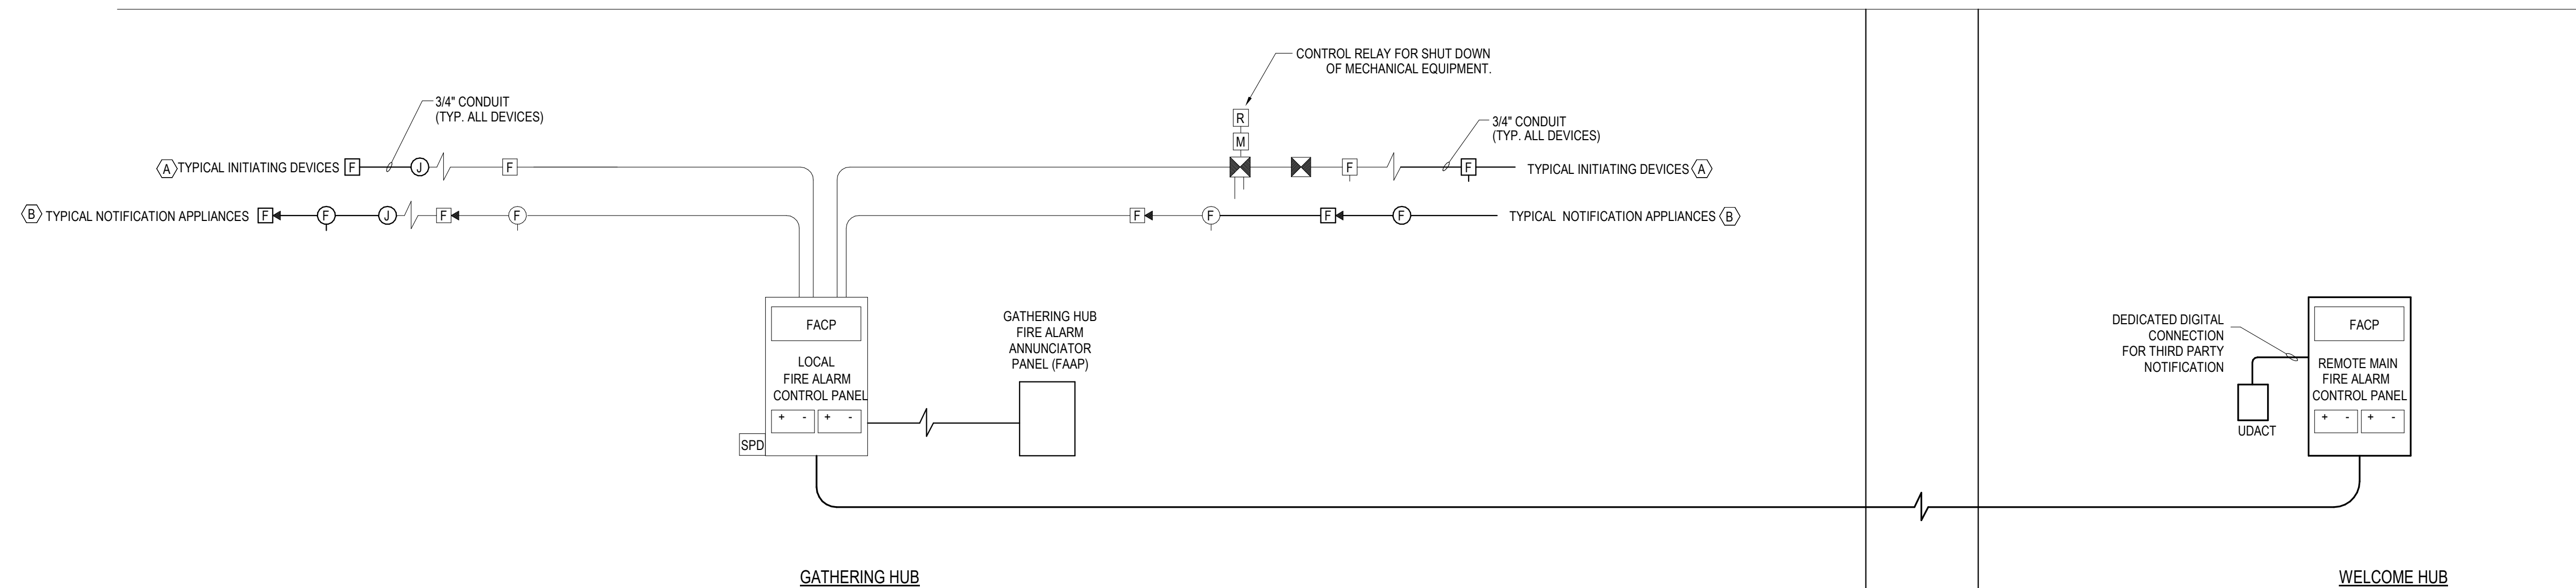 CONTROL RELAY FOR SHUT DOWN
OF MECHANICAL EQUIPMENT.
3/4" CONDUIT
(TYP. ALL DEVICES)
3/4" CONDUIT
(TYP. ALL DEVICES)
R
M
A TYPICAL INITIATING DEVICES F J F
F F TYPICAL INITIATING DEVICES A
B TYPICAL NOTIFICATION APPLIANCES F F J F F
F F F F TYPICAL NOTIFICATION APPLIANCES B
FACP
LOCAL
FIRE ALARM
CONTROL PANEL
+ - + -
SPD
GATHERING HUB
FIRE ALARM
ANNUNCIATOR
PANEL (FAAP)
DEDICATED DIGITAL
CONNECTION
FOR THIRD PARTY
NOTIFICATION
UDACT
FACP
REMOTE MAIN
FIRE ALARM
CONTROL PANEL
+ - + -
GATHERING HUB
WELCOME HUB